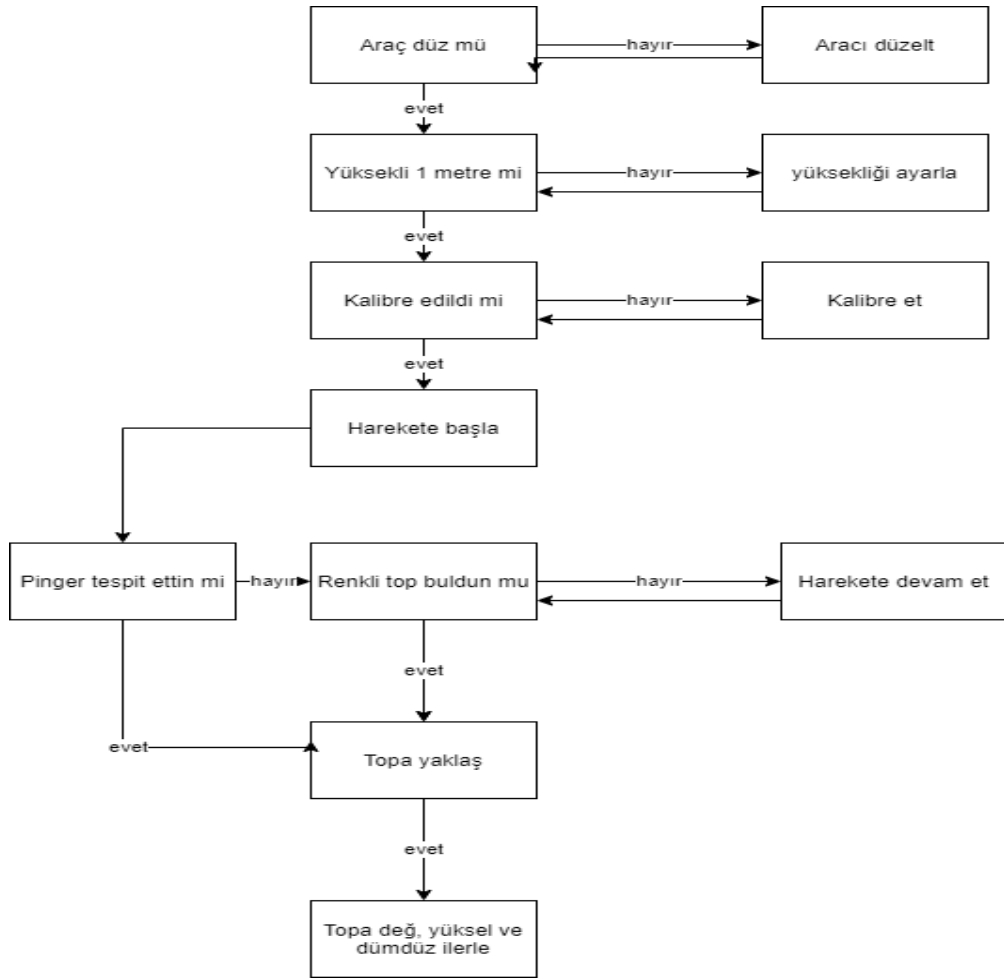 Araç düz mü
hayır
Aracı düzelt
evet
Yüksekli 1 metre mi
hayır
yüksekliği ayarla
evet
Kalibre edildi mi
hayır
Kalibre et
evet
Harekete başla
Pinger tespit ettin mi
hayır
Renkli top buldun mu
hayır
Harekete devam et
evet
evet
Topa yaklaş
evet
Topa değ, yüksel ve
dümdüz ilerle